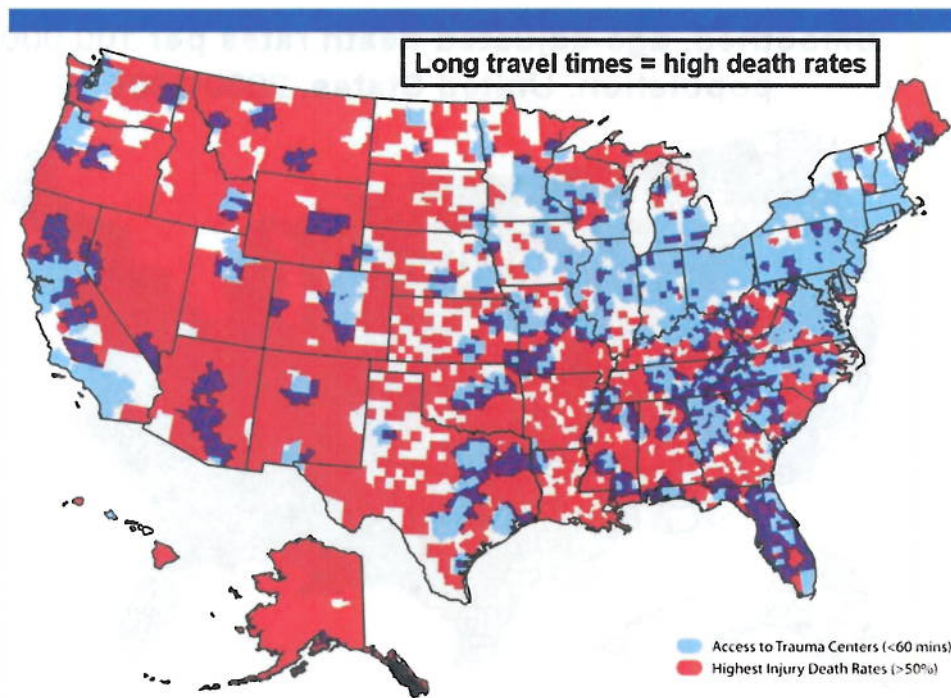 Long travel times = high death rates
Access to Trauma Centers (<60 mins)
Highest Injury Death Rates (>50%)